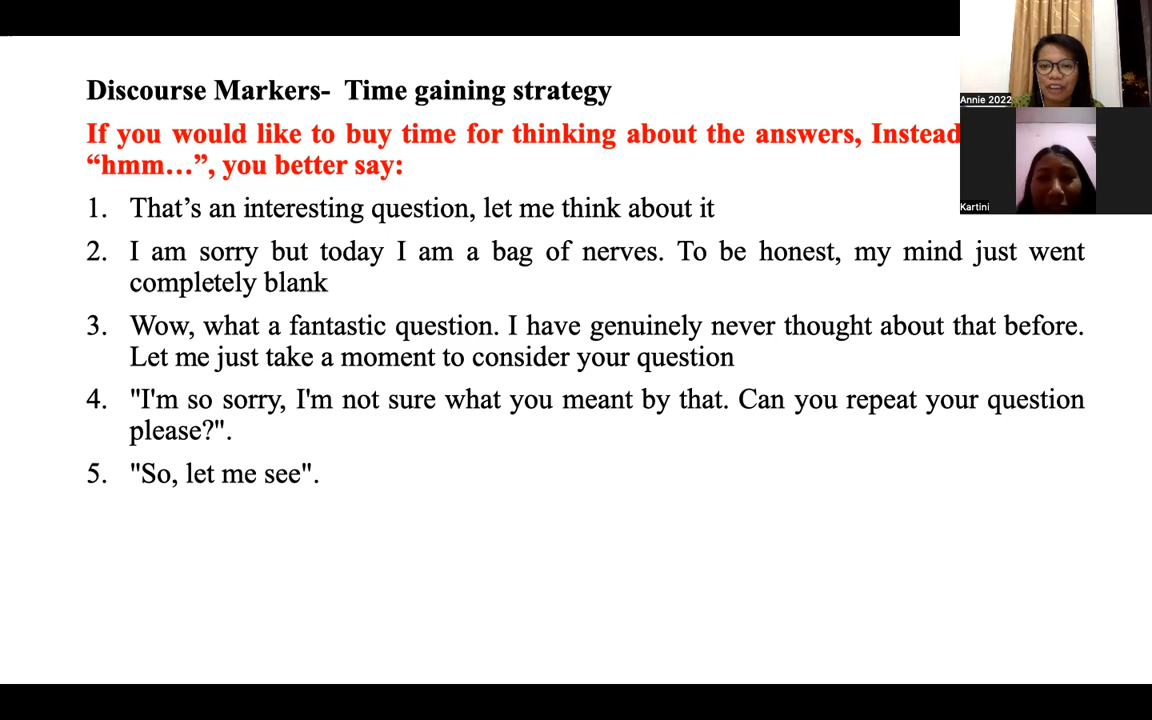 Discourse Markers- Time gaining strategy
If you would like to buy time for thinking about the answers, Instead
“hmm…”, you better say:
1. That’s an interesting question, let me think about it
2. I am sorry but today I am a bag of nerves. To be honest, my mind just went
completely blank
3. Wow, what a fantastic question. I have genuinely never thought about that before.
Let me just take a moment to consider your question
4. "I'm so sorry, I'm not sure what you meant by that. Can you repeat your question
please?".
5. "So, let me see".
Annie 2022
Kartini